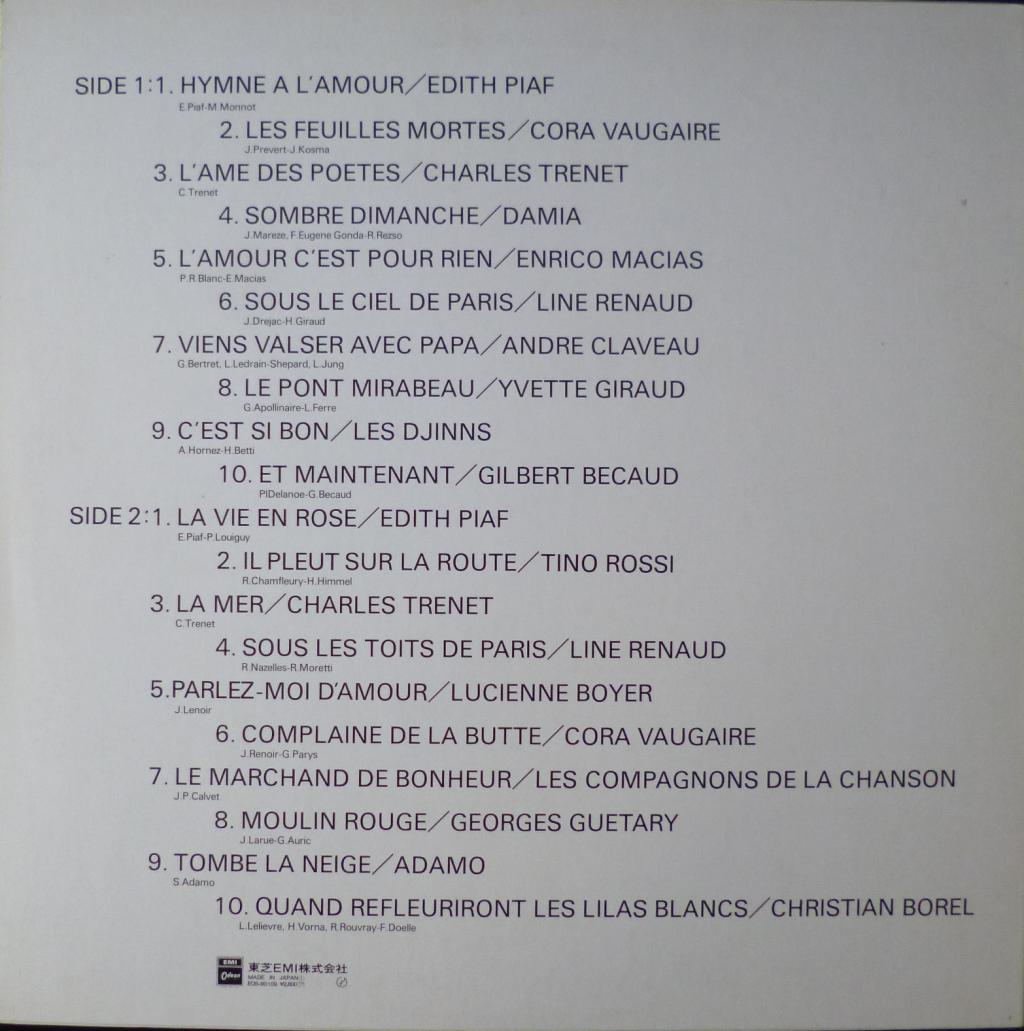 SIDE 1:1. HYMNE A L'AMOUR/EDITH PIAF
E.Piaf-M.Monnot
2. LES FEUILLES MORTES/CORA VAUGAIRE
J.Prevert-J.Kosma
3. L'AME DES POETES/CHARLES TRENET
C.Trenet
4. SOMBRE DIMANCHE/DAMIA
J.Mareze, F.Eugene Gonda-R.Rezso
5. L'AMOUR C'EST POUR RIEN/ENRICO MACIAS
P.R.Blanc-E.Macias
6. SOUS LE CIEL DE PARIS/LINE RENAUD
J.Drejac-H.Giraud
7. VIENS VALSER AVEC PAPA/ANDRE CLAVEAU
G.Bertret, L.Ledrain-Shepard, L.Jung
8. LE PONT MIRABEAU/YVETTE GIRAUD
G.Apollinaire-L.Ferre
9. C'EST SI BON/LES DJINNS
A.Hornez-H.Betti
10. ET MAINTENANT/GILBERT BECAUD
PIDelanoe-G.Becaud
SIDE 2:1. LA VIE EN ROSE/EDITH PIAF
E.Piaf-P.Louiguy
2. IL PLEUT SUR LA ROUTE/TINO ROSSI
R.Chamfleury-H.Himmel
3. LA MER/CHARLES TRENET
C.Trenet
4. SOUS LES TOITS DE PARIS/LINE RENAUD
R.Nazelles-R.Moretti
5.PARLEZ-MOI D'AMOUR/LUCIENNE BOYER
J.Lenoir
6. COMPLAINE DE LA BUTTE/CORA VAUGAIRE
J.Renoir-G.Parys
7. LE MARCHAND DE BONHEUR/LES COMPAGNONS DE LA CHANSON
J.P.Calvet
8. MOULIN ROUGE/GEORGES GUETARY
J.Larue-G.Auric
9. TOMBE LA NEIGE/ADAMO
S.Adamo
10. QUAND REFLEURIRONT LES LILAS BLANCS/CHRISTIAN BOREL
L.Lelievre, H.Vorna, R.Rouvray-F.Doelle
EMI
Odeon
東芝EMI株式会社
MADE IN JAPAN